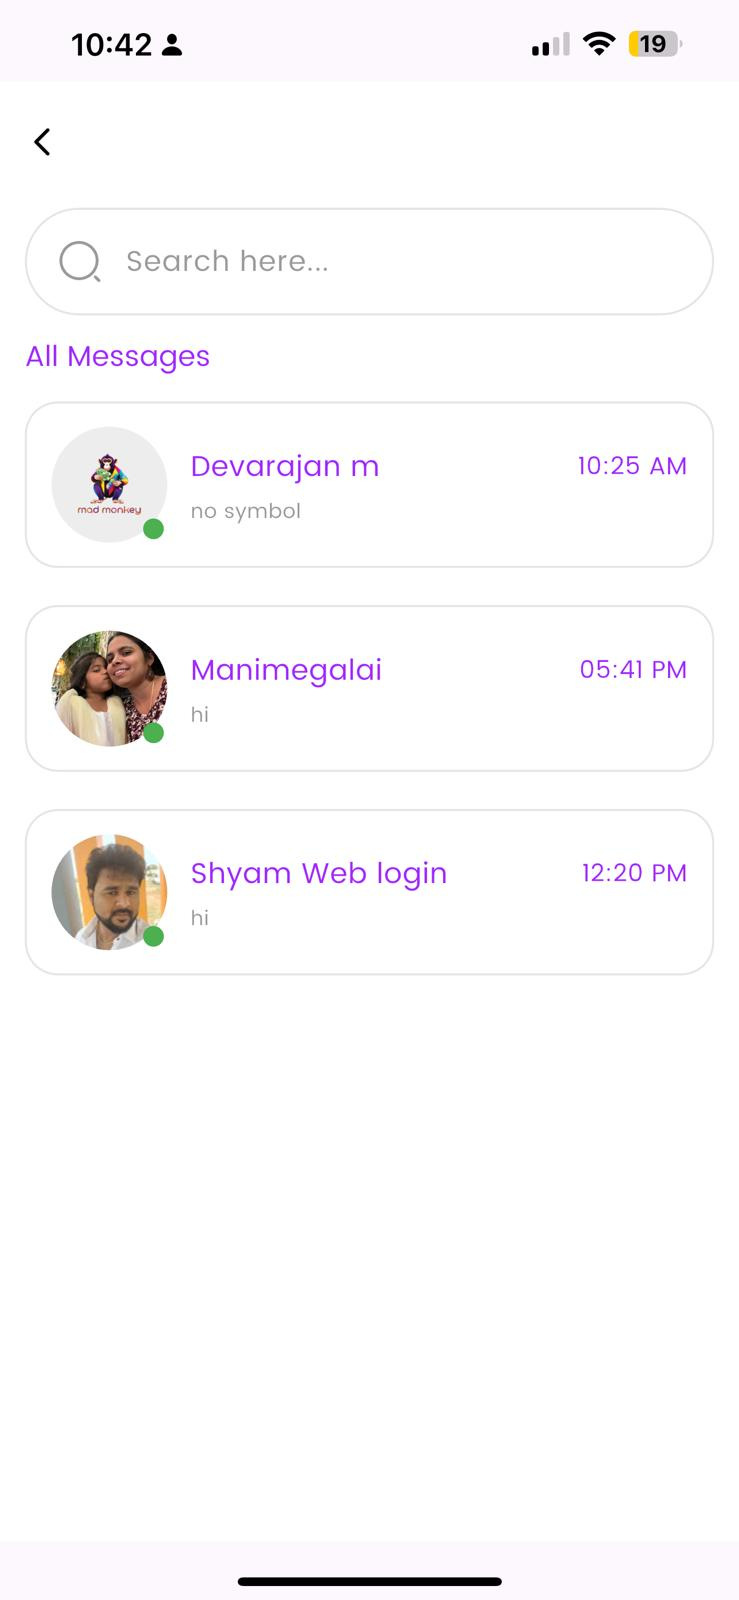 10:42
19
Search here...
All Messages
Devarajan m 10:25 AM
no symbol
mad monkey
Manimegalai 05:41 PM
hi
Shyam Web login 12:20 PM
hi